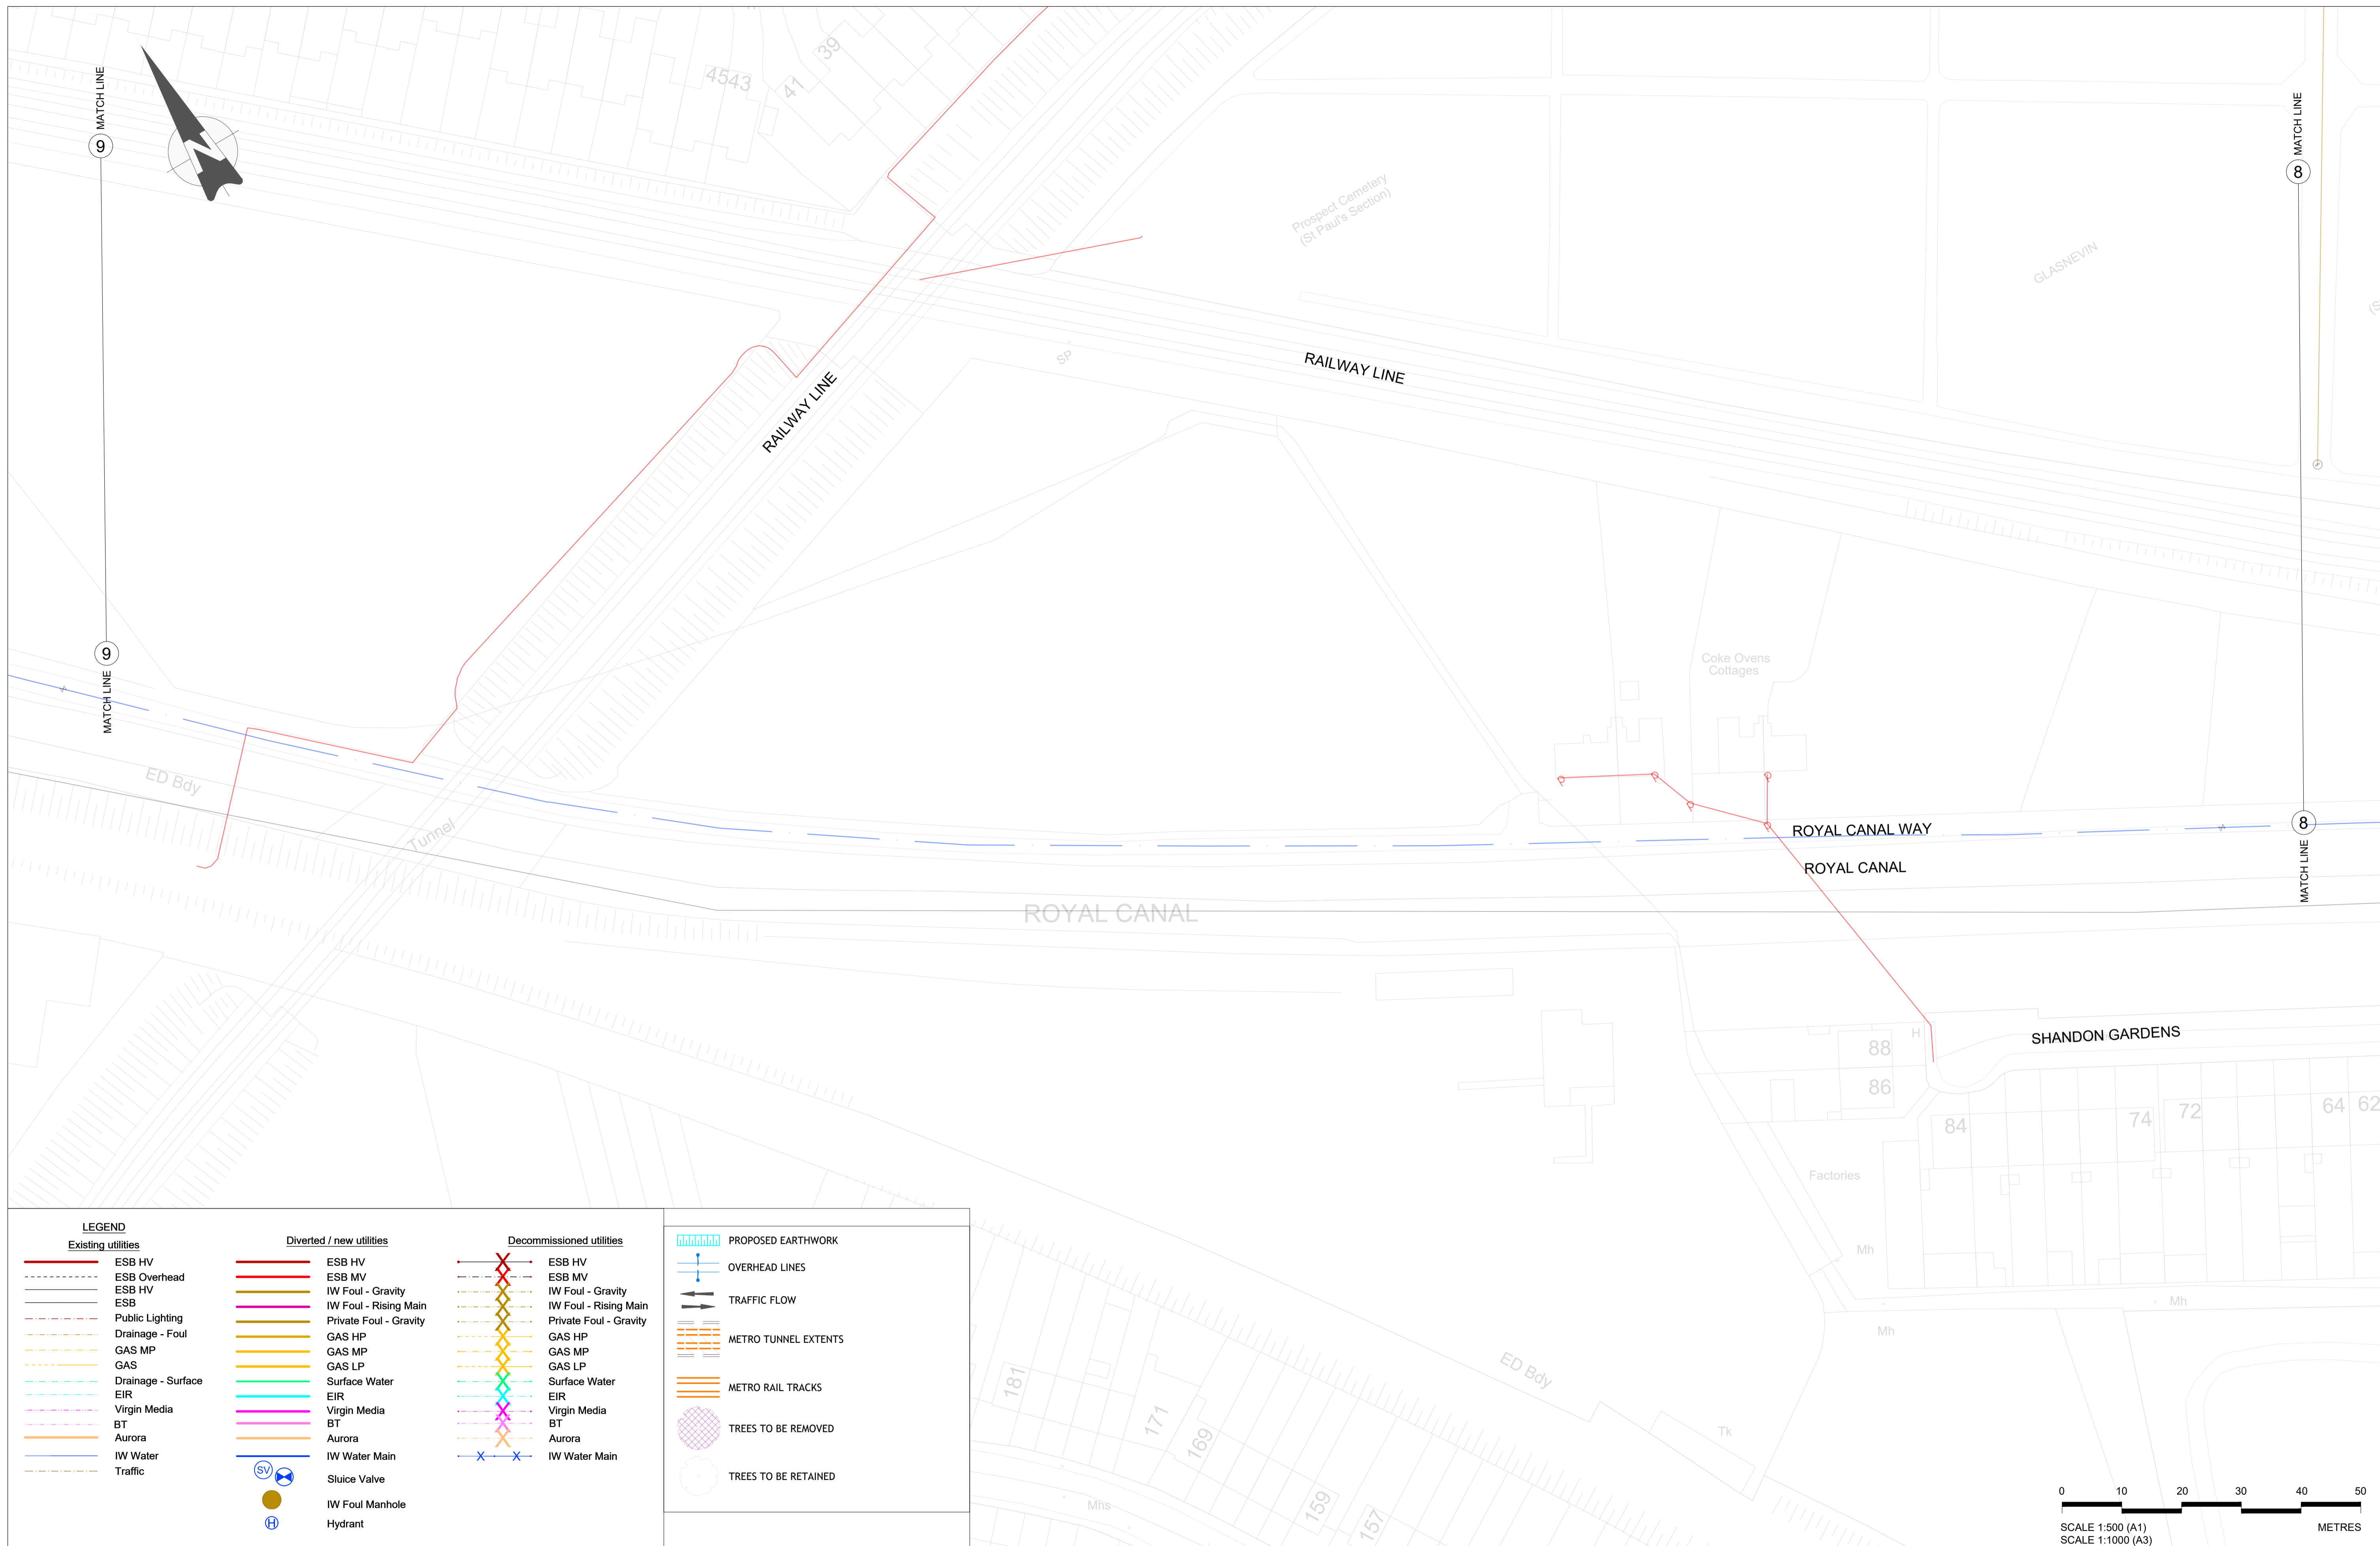 4543
41
39
MATCH LINE
9
MATCH LINE
8
Prospect Cemetery
(St Paul's Section)
GLASNEVIN
SP
RAILWAY LINE
RAILWAY LINE
9
MATCH LINE
Coke Ovens
Cottages
ED Bdy
Tunnel
ROYAL CANAL WAY
8
MATCH LINE
ROYAL CANAL
ROYAL CANAL
SHANDON GARDENS
H
88
86
84
74
72
64
62
Factories
Mh
Mh
Mh
ED Bdy
Tk
181
171
169
159
157
Mhs
LEGEND
Existing utilities
ESB HV
ESB Overhead
ESB HV
ESB
Public Lighting
Drainage - Foul
GAS MP
GAS
Drainage - Surface
EIR
Virgin Media
BT
Aurora
IW Water
Traffic
Diverted / new utilities
ESB HV
ESB MV
IW Foul - Gravity
IW Foul - Rising Main
Private Foul - Gravity
GAS HP
GAS MP
GAS LP
Surface Water
EIR
Virgin Media
BT
Aurora
IW Water Main
SV
Sluice Valve
IW Foul Manhole
H
Hydrant
Decommissioned utilities
ESB HV
ESB MV
IW Foul - Gravity
IW Foul - Rising Main
Private Foul - Gravity
GAS HP
GAS MP
GAS LP
Surface Water
EIR
Virgin Media
BT
Aurora
IW Water Main
PROPOSED EARTHWORK
OVERHEAD LINES
TRAFFIC FLOW
METRO TUNNEL EXTENTS
METRO RAIL TRACKS
TREES TO BE REMOVED
TREES TO BE RETAINED
0 10 20 30 40 50
SCALE 1:500 (A1) METRES
SCALE 1:1000 (A3)